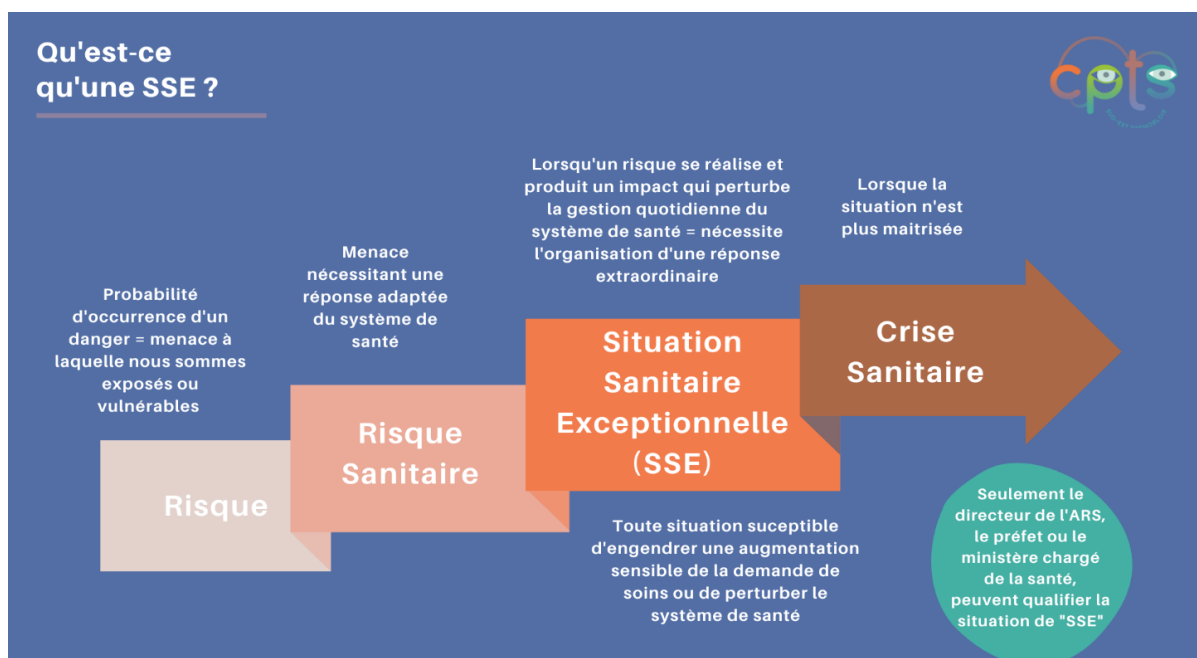 Qu'est-ce
qu'une SSE ?
cpts
Lorsqu'un risque se réalise et
produit un impact qui perturbe
la gestion quotidienne du
système de santé = nécessite
l'organisation d'une réponse
extraordinaire
Lorsque la
situation n'est
plus maitrisée
Menace
nécessitant une
réponse adaptée
du système de
santé
Probabilité
d'occurrence d'un
danger = menace à
laquelle nous sommes
exposés ou
vulnérables
Risque
Risque
Sanitaire
Situation
Sanitaire
Exceptionnelle
(SSE)
Crise
Sanitaire
Toute situation suceptible
d'engendrer une augmentation
sensible de la demande de
soins ou de perturber le
système de santé
Seulement le
directeur de l'ARS,
le préfet ou le
ministère chargé
de la santé,
peuvent qualifier la
situation de "SSE"